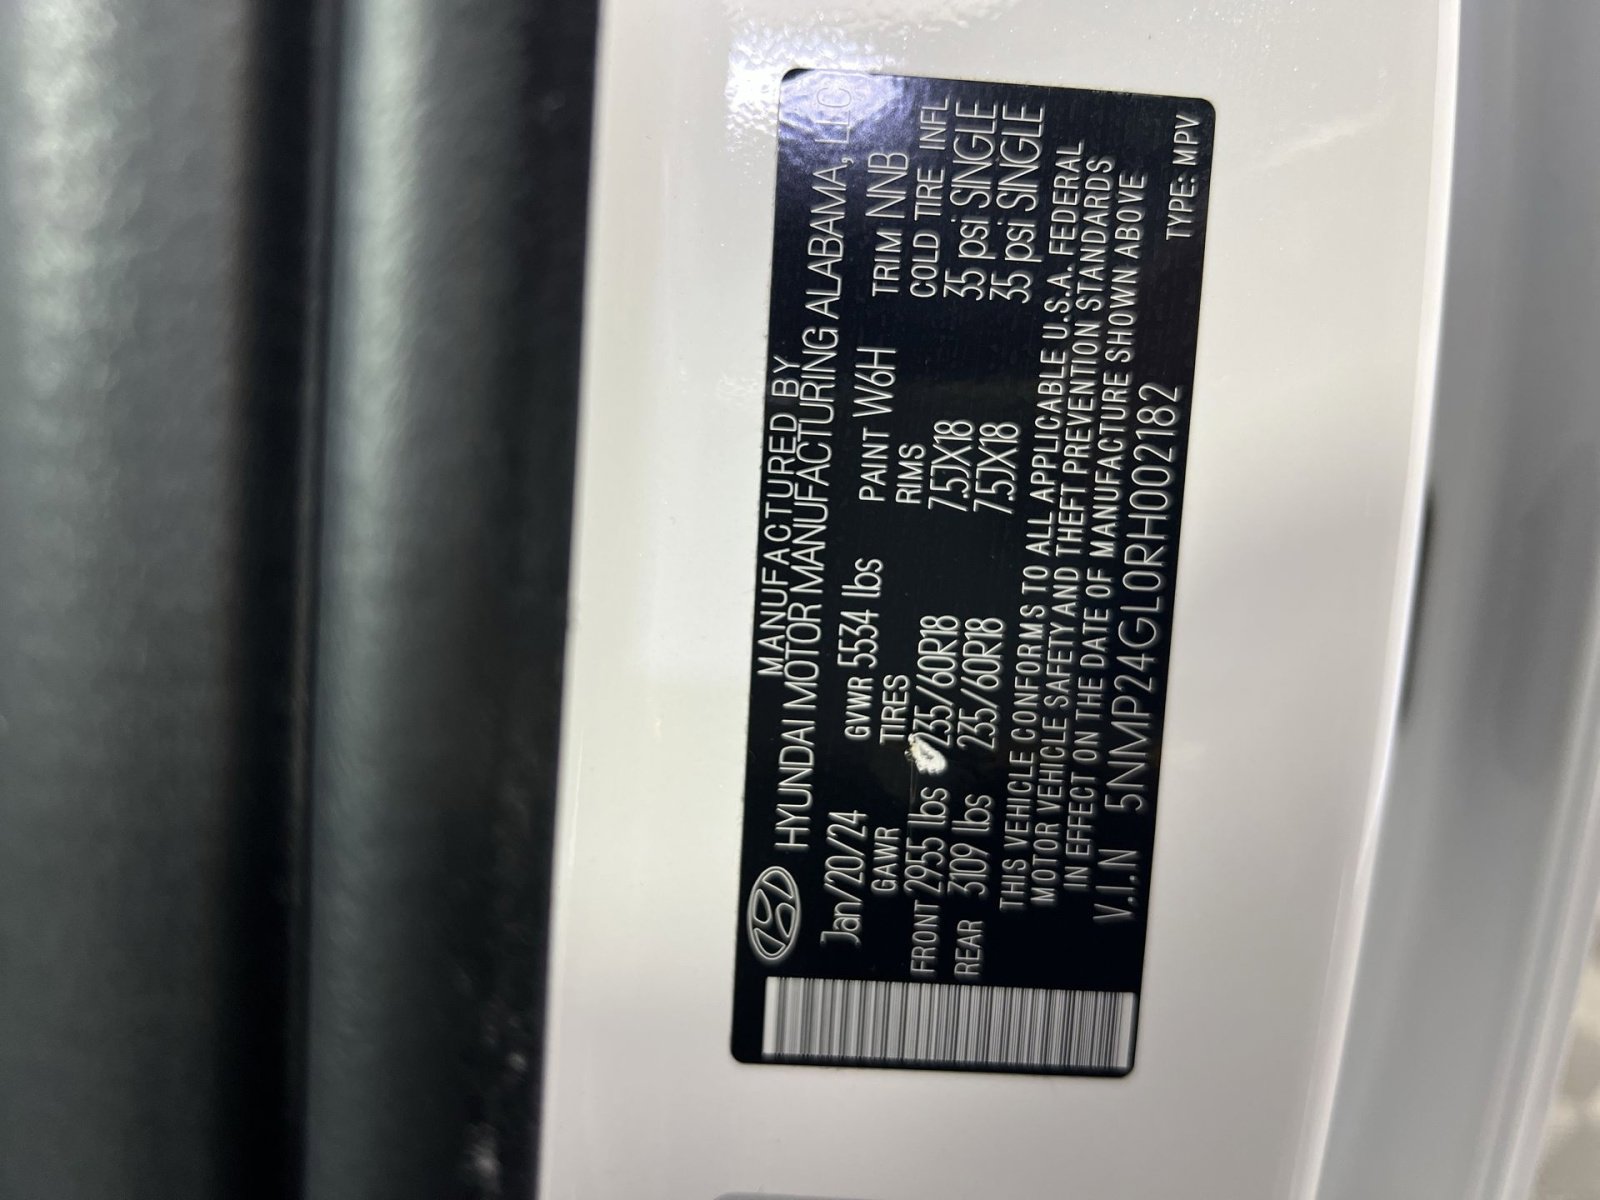 MANUFACTURED BY
HYUNDAI MOTOR MANUFACTURING ALABAMA, LLC
Jan/20/24 GVWR 5534 lbs PAINT W6H TRIM NNB
GAWR TIRES RIMS COLD TIRE INFL
FRONT 2955 lbs 235/60R18 7.5JX18 35 psi SINGLE
REAR 3109 lbs 235/60R18 7.5JX18 35 psi SINGLE
THIS VEHICLE CONFORMS TO ALL APPLICABLE U.S.A. FEDERAL
MOTOR VEHICLE SAFETY AND THEFT PREVENTION STANDARDS
IN EFFECT ON THE DATE OF MANUFACTURE SHOWN ABOVE
V.I.N 5NMP24GL0RH002182
TYPE: MPV